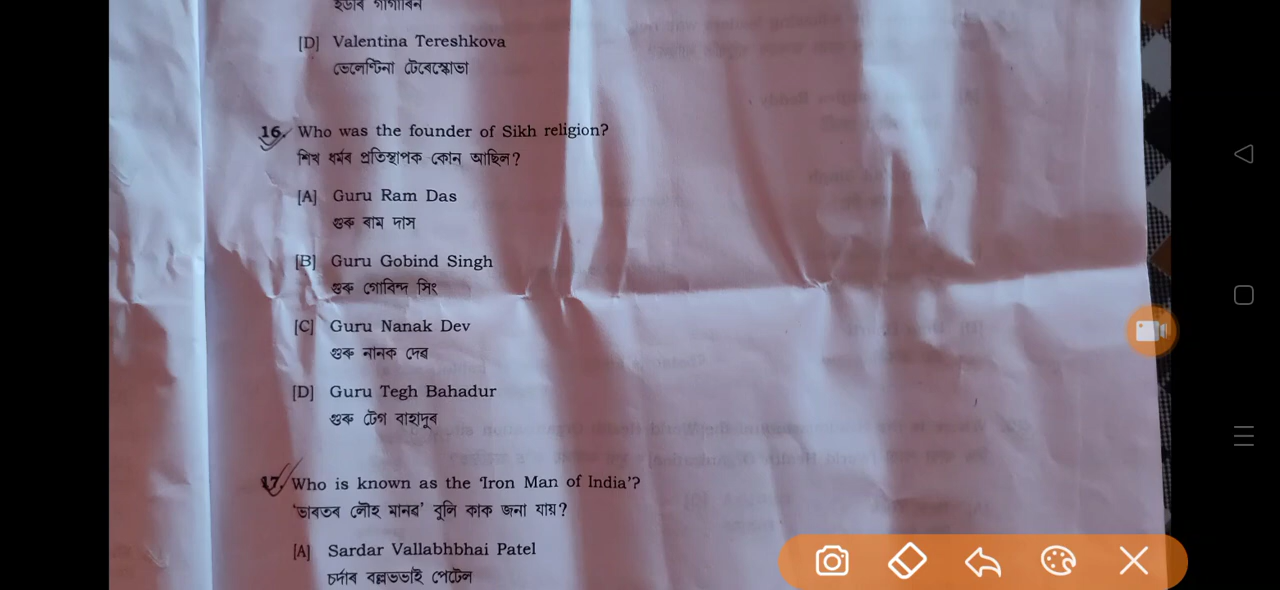 ইউৰি গাগাৰিন
[D] Valentina Tereshkova
ভেলেণ্টিনা টেৰেস্কোভা
16. Who was the founder of Sikh religion?
শিখ ধৰ্মৰ প্ৰতিস্থাপক কোন আছিল?
[A] Guru Ram Das
গুৰু ৰাম দাস
[B] Guru Gobind Singh
গুৰু গোবিন্দ সিং
[C] Guru Nanak Dev
গুৰু নানক দেৱ
[D] Guru Tegh Bahadur
গুৰু টেগ বাহাদুৰ
17. Who is known as the 'Iron Man of India'?
'ভাৰতৰ লৌহ মানৱ' বুলি কাক জনা যায়?
[A] Sardar Vallabhbhai Patel
চৰ্দাৰ বল্লভভাই পেটেল